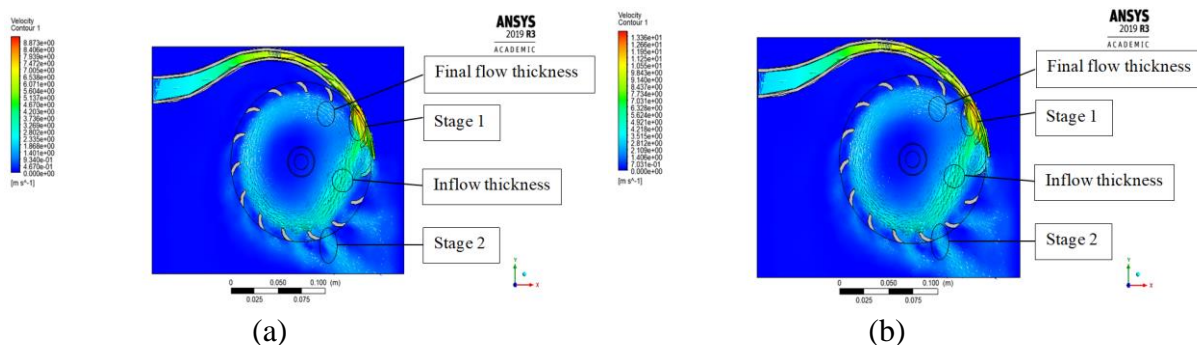 Velocity
Contour 1
8.873e+00
8.406e+00
7.939e+00
7.472e+00
7.005e+00
6.538e+00
6.071e+00
5.604e+00
5.137e+00
4.670e+00
4.203e+00
3.736e+00
3.269e+00
2.802e+00
2.335e+00
1.868e+00
1.401e+00
9.340e-01
4.670e-01
0.000e+00
[m s^-1]
ANSYS
2019 R3
ACADEMIC
Final flow thickness
Stage 1
Inflow thickness
Stage 2
0 0.050 0.100 (m)
0.025 0.075
Y
X
(a)
Velocity
Contour 1
1.336e+01
1.266e+01
1.195e+01
1.125e+01
1.055e+01
9.843e+00
9.140e+00
8.437e+00
7.734e+00
7.031e+00
6.328e+00
5.624e+00
4.921e+00
4.218e+00
3.515e+00
2.812e+00
2.109e+00
1.406e+00
7.031e-01
0.000e+00
[m s^-1]
ANSYS
2019 R3
ACADEMIC
Final flow thickness
Stage 1
Inflow thickness
Stage 2
0 0.050 0.100 (m)
0.025 0.075
Y
X
(b)